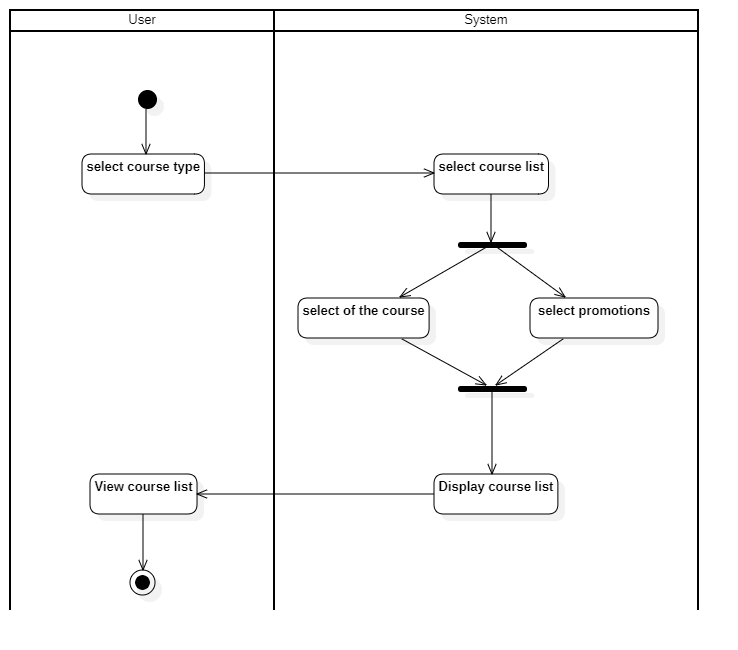 User
System
select course type
select course list
select of the course
select promotions
View course list
Display course list